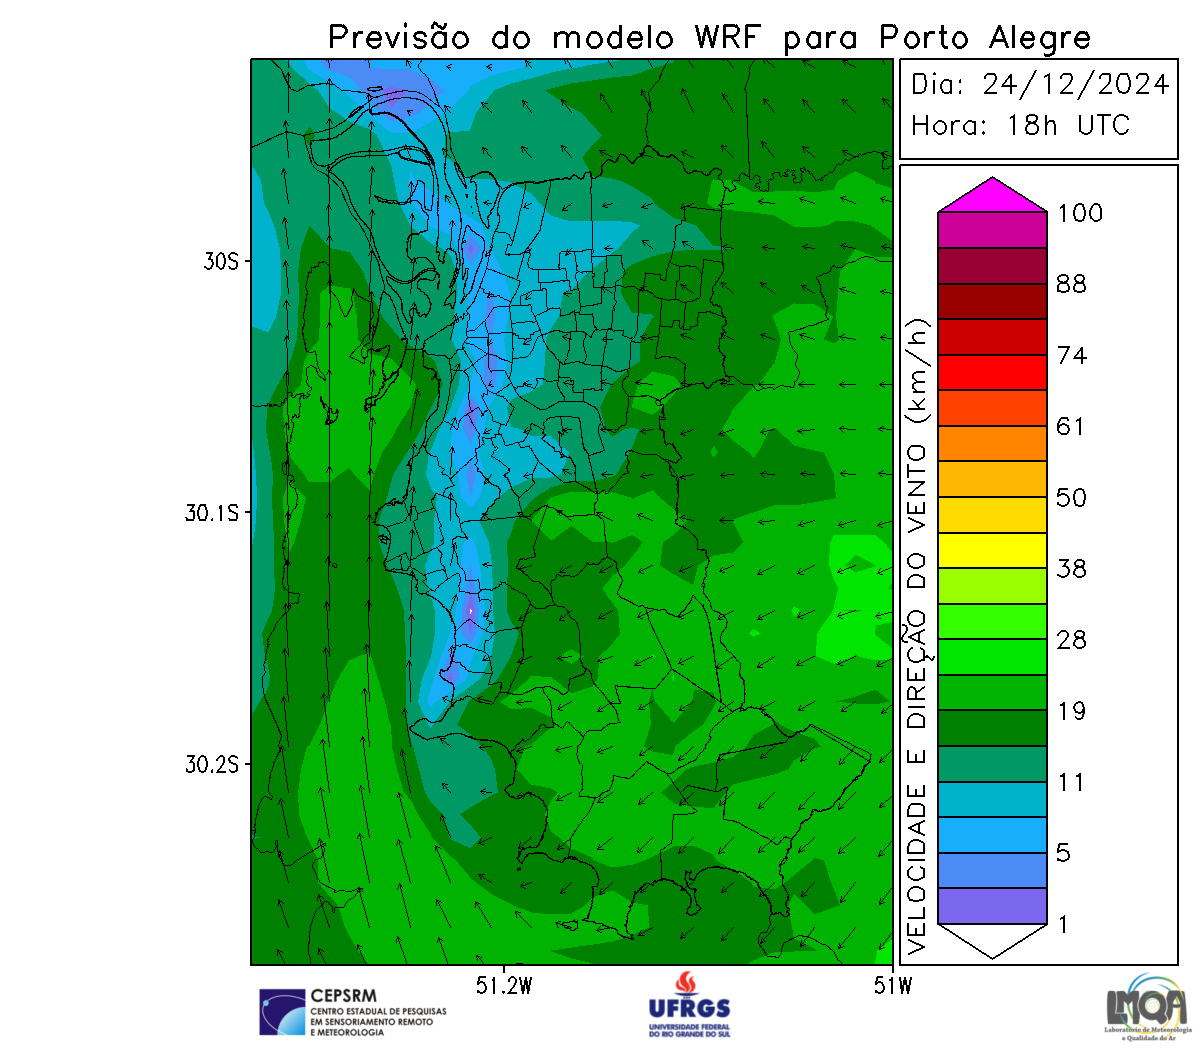 Previsão do modelo WRF para Porto Alegre
Dia: 24/12/2024
Hora: 18h UTC
30S
30.1S
30.2S
51.2W
51W
VELOCIDADE E DIREÇÃO DO VENTO (km/h)
100
88
74
61
50
38
28
19
11
5
1
CEPSRM
CENTRO ESTADUAL DE PESQUISAS
EM SENSORIAMENTO REMOTO
E METEOROLOGIA
UFRGS
UNIVERSIDADE FEDERAL
DO RIO GRANDE DO SUL
LMQA
Laboratório de Meteorologia
e Qualidade do Ar